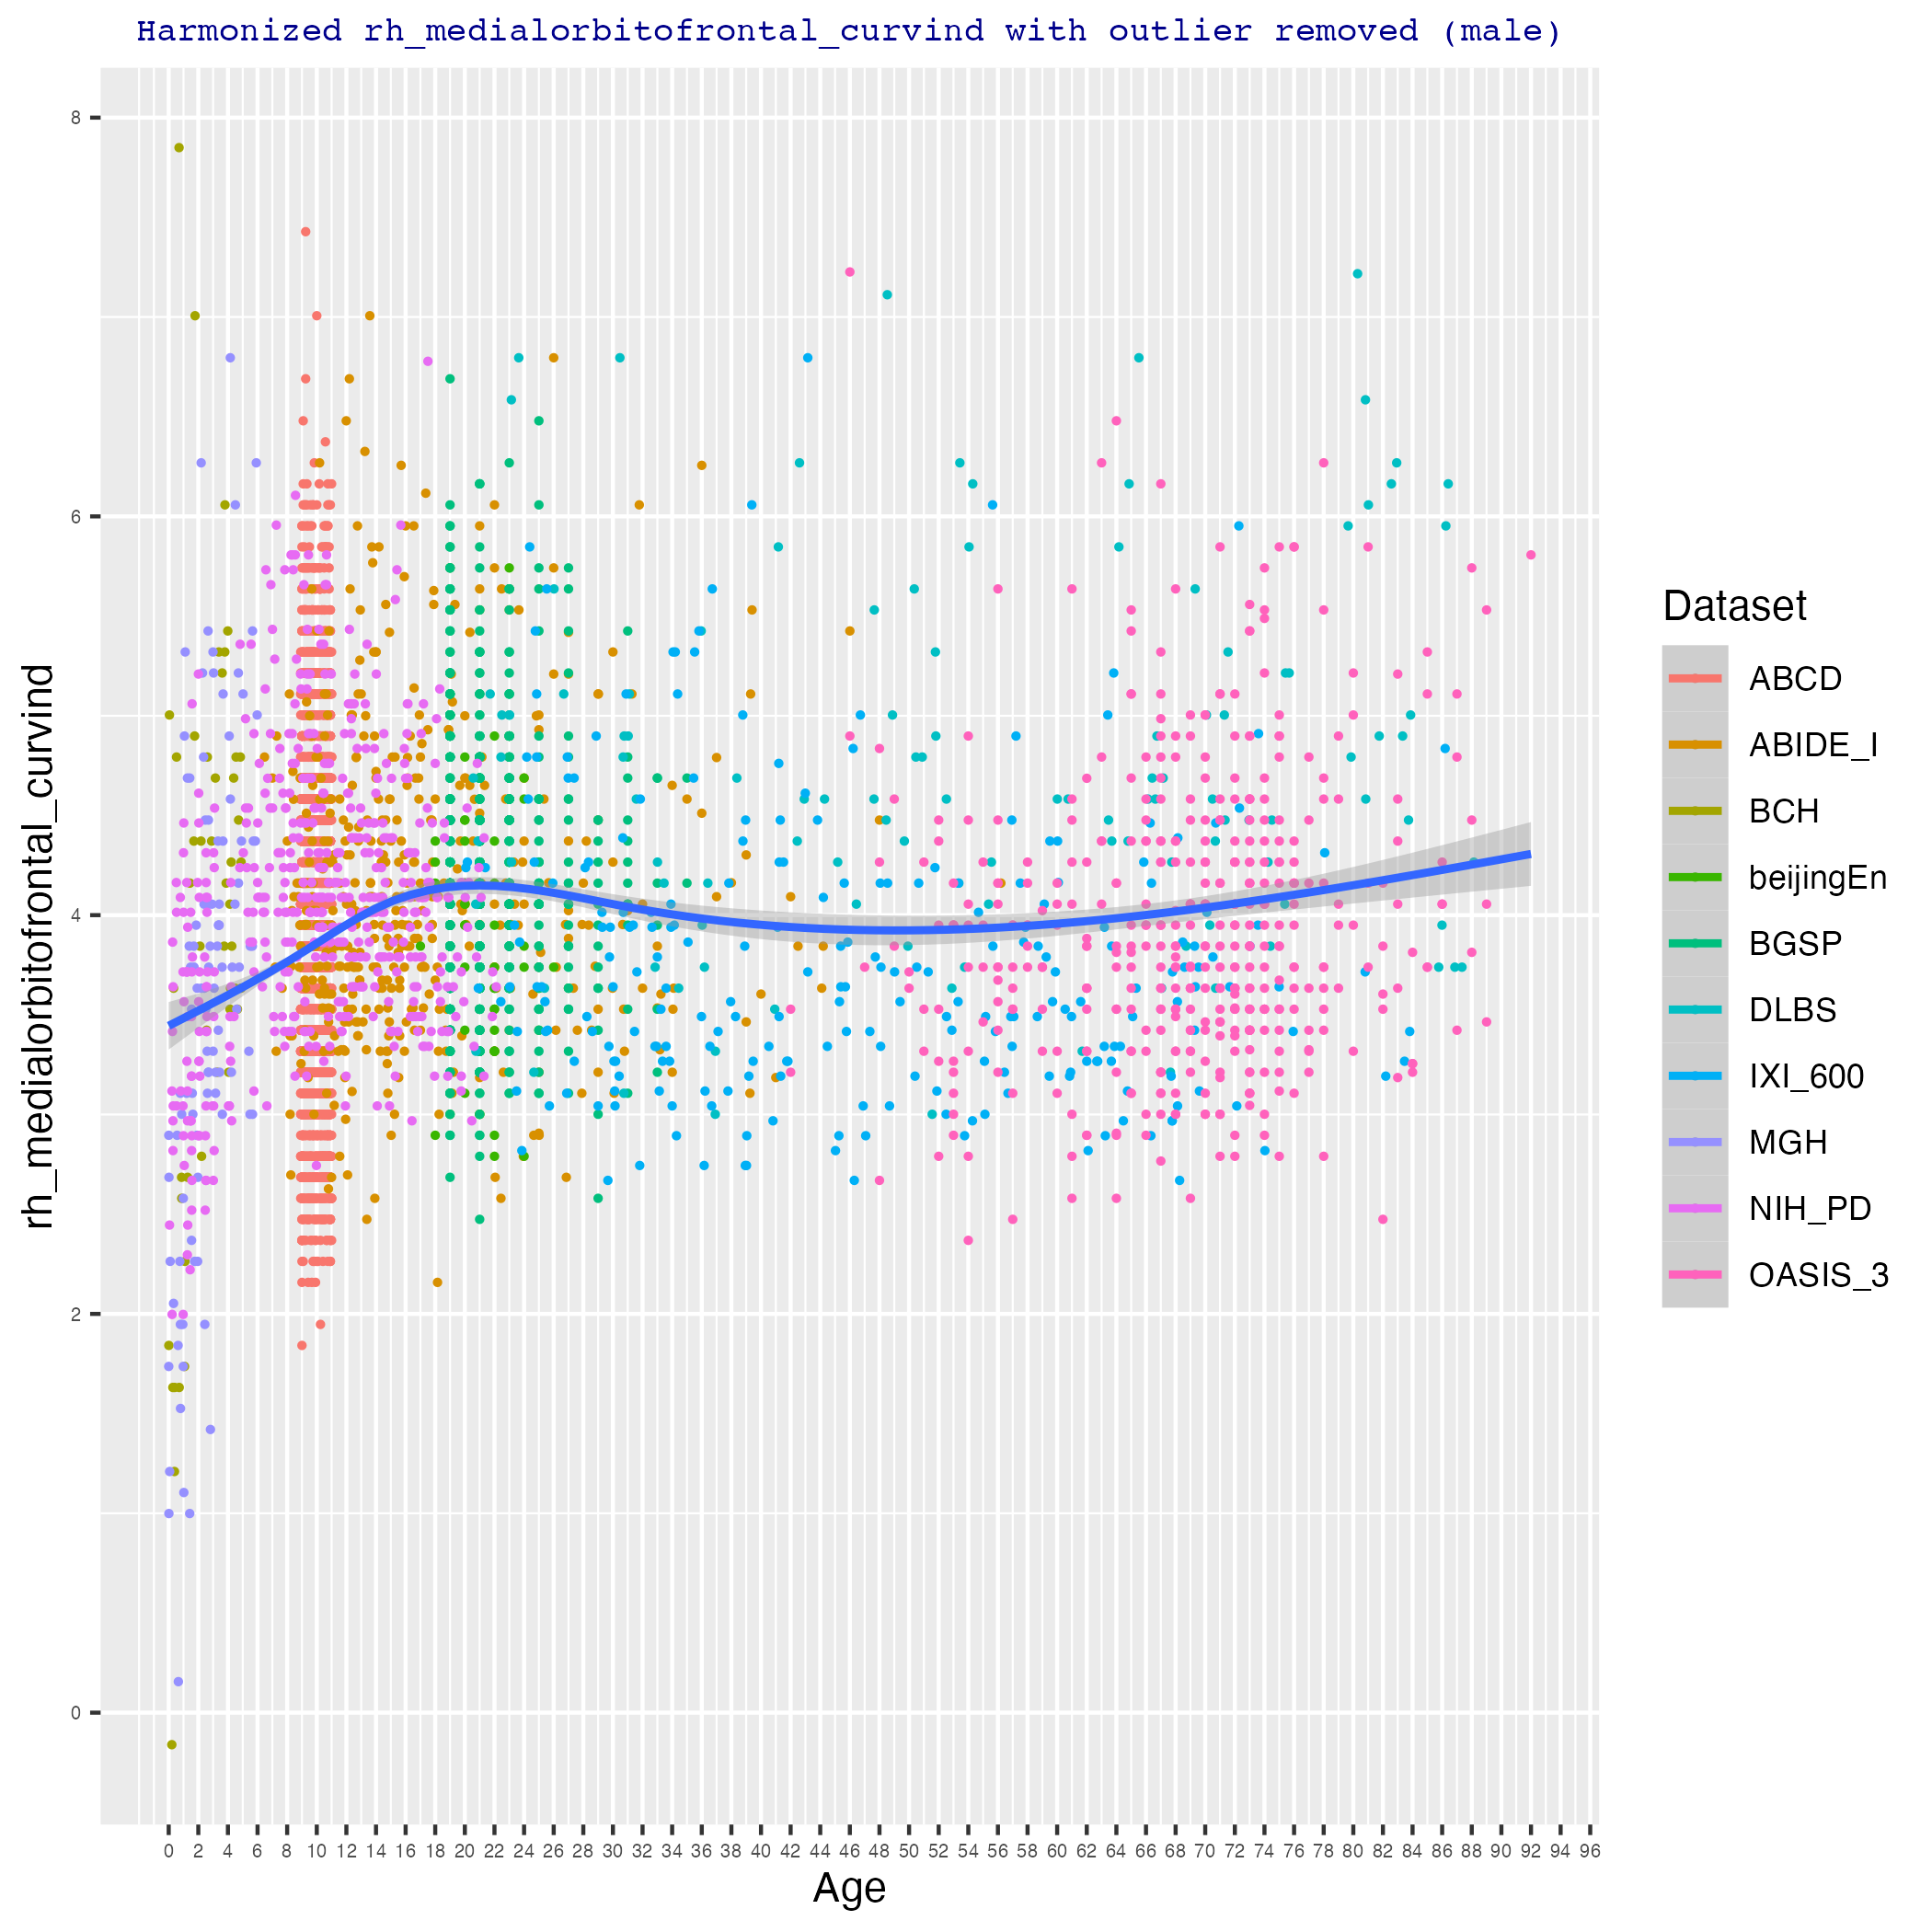 Harmonized rh_medialorbitofrontal_curvind with outlier removed (male)
rh_medialorbitofrontal_curvind
8
6
4
2
0
0 2 4 6 8 10 12 14 16 18 20 22 24 26 28 30 32 34 36 38 40 42 44 46 48 50 52 54 56 58 60 62 64 66 68 70 72 74 76 78 80 82 84 86 88 90 92 94 96
Age
Dataset
ABCD
ABIDE_I
BCH
beijingEn
BGSP
DLBS
IXI_600
MGH
NIH_PD
OASIS_3